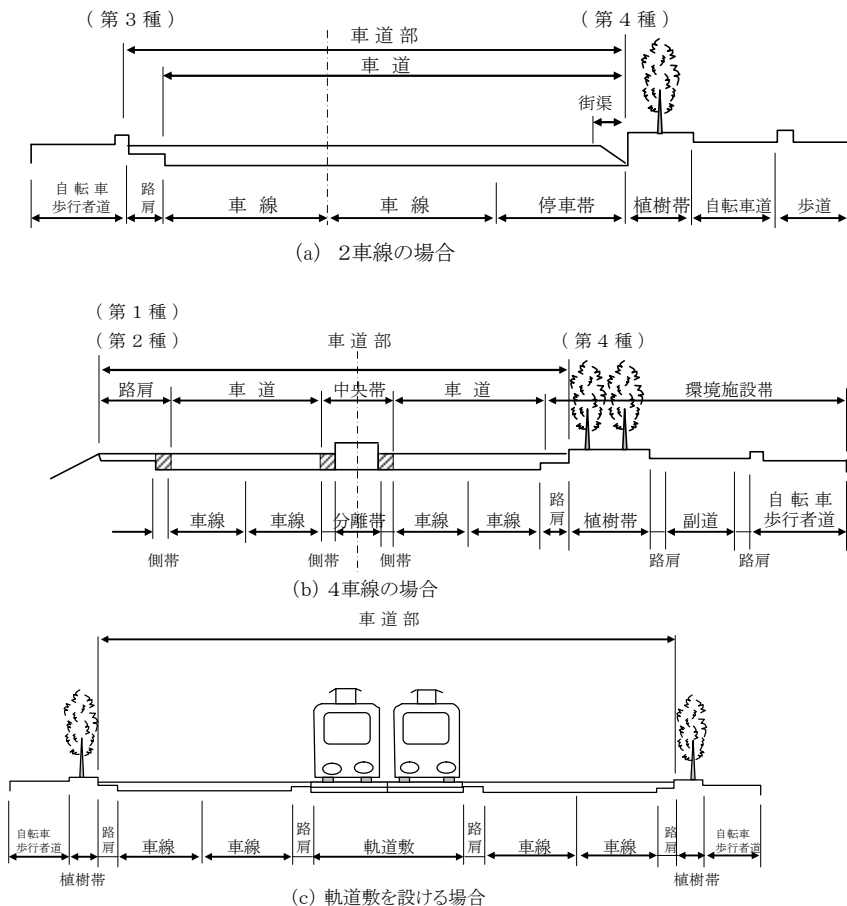 (第3種) (第4種)
車道部
車道
街渠
自転車歩行者道 路肩 車線 車線 停車帯 植樹帯 自転車道 歩道
(a) 2車線の場合
(第1種)
(第2種) 車道部 (第4種)
路肩 車道 中央帯 車道 環境施設帯
車線 車線 分離帯 車線 車線 路肩 植樹帯 副道 自転車歩行者道
側帯 側帯 側帯 路肩 路肩
(b) 4車線の場合
車道部
自転車歩行者道 路肩 車線 車線 路肩 軌道敷 路肩 車線 車線 路肩 自転車歩行者道
植樹帯 植樹帯
(c) 軌道敷を設ける場合